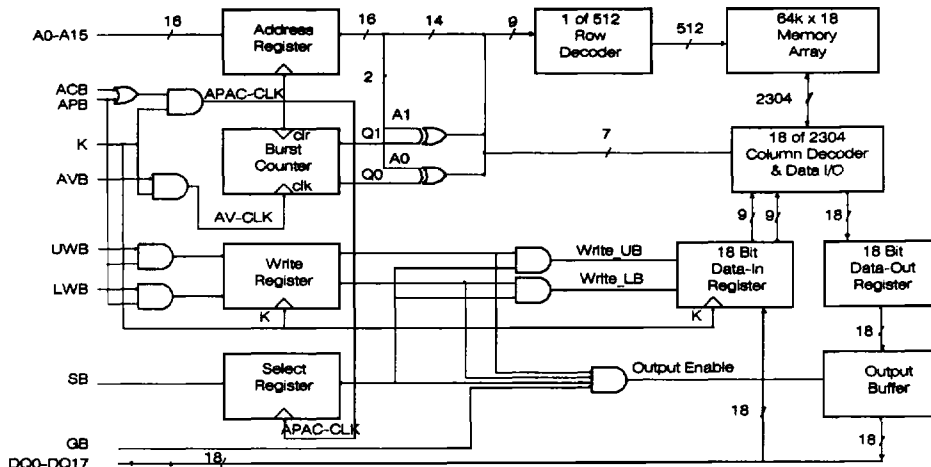 A0-A15
16
Address
Register
16
14
9
1 of 512
Row
Decoder
512
64k x 18
Memory
Array
ACB
APB
APAC-CLK
2
2304
K
clr
Burst
Counter
clk
Q1
A1
Q0
A0
7
18 of 2304
Column Decoder
& Data I/O
AVB
AV-CLK
9
9
18
UWB
LWB
Write
Register
K
Write_UB
Write_LB
18 Bit
Data-In
Register
K
18 Bit
Data-Out
Register
18
SB
Select
Register
APAC-CLK
Output Enable
Output
Buffer
GB
18
18
DQ0-DQ17
18